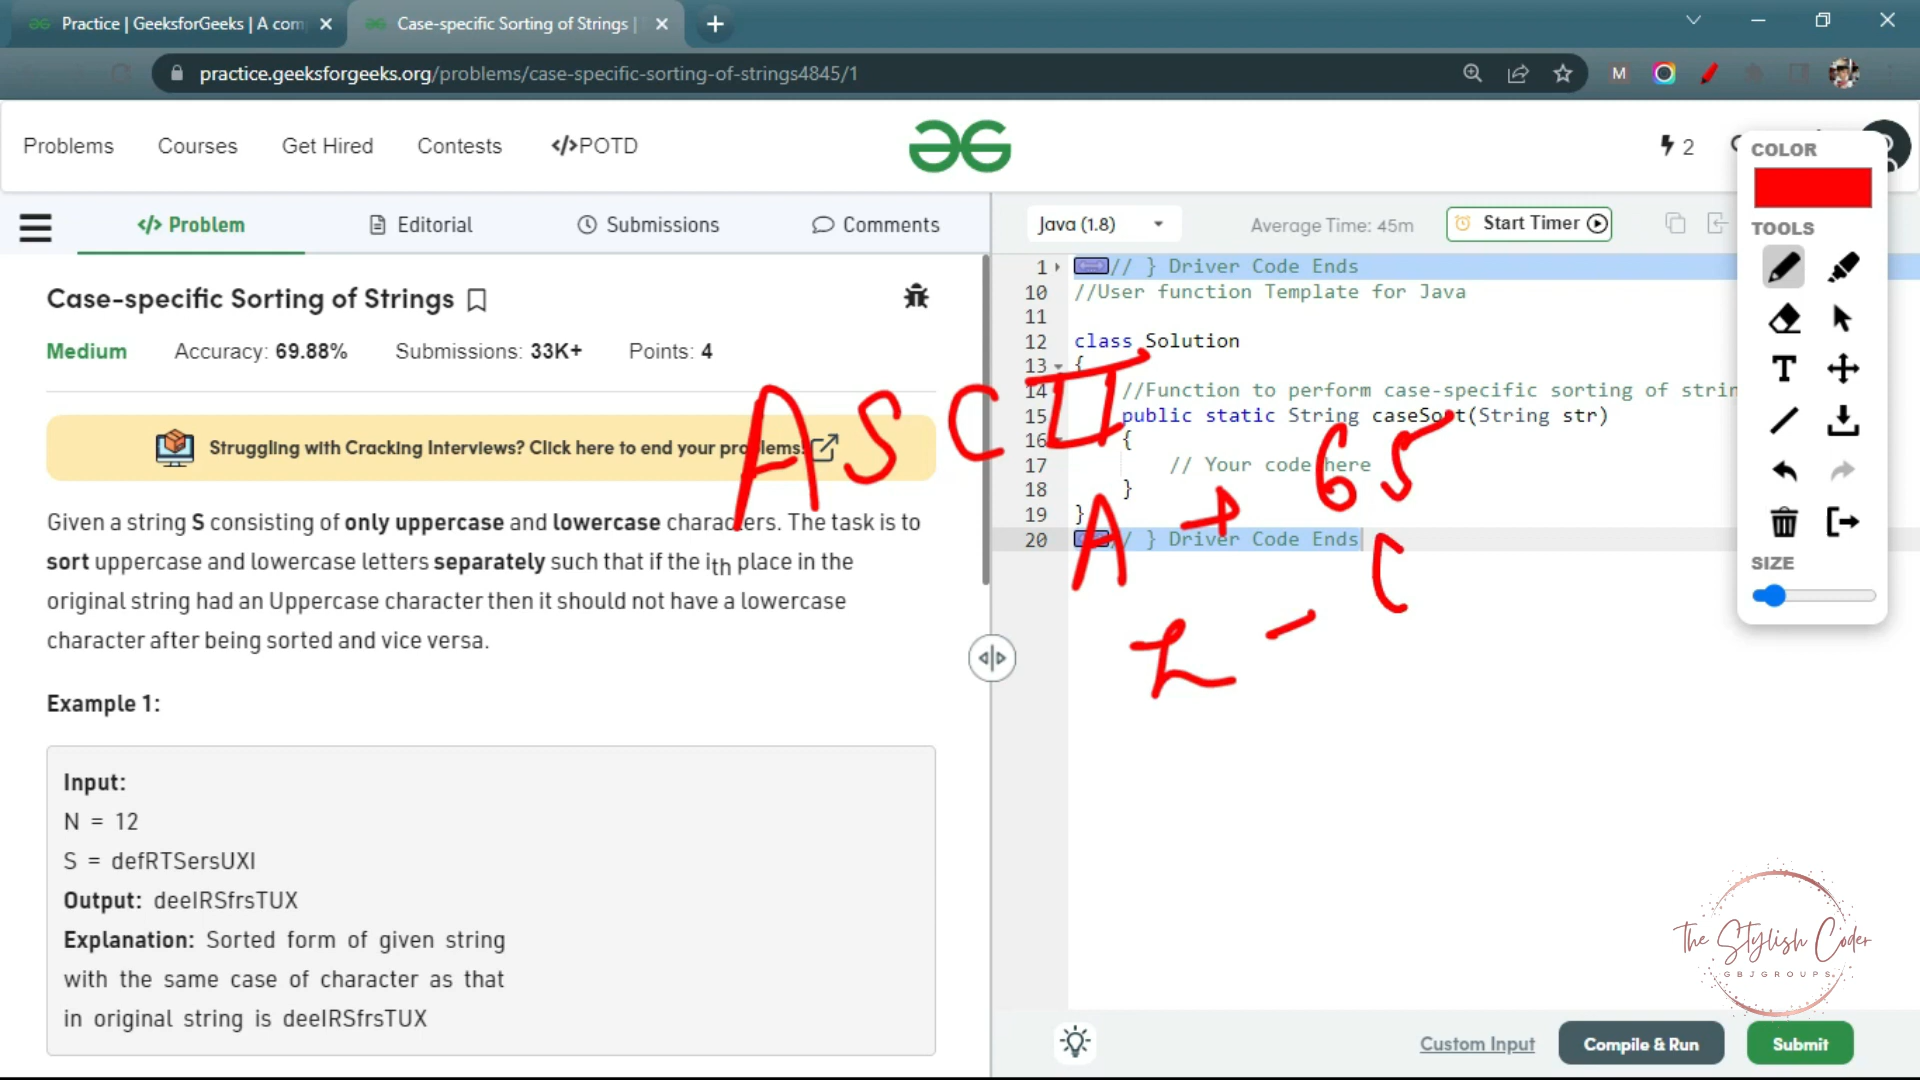 Practice | GeeksforGeeks | A com
Case-specific Sorting of Strings |
practice.geeksforgeeks.org/problems/case-specific-sorting-of-strings4845/1
M
Problems
Courses
Get Hired
Contests
</>POTD
2
COLOR
TOOLS
T
SIZE
</> Problem
Editorial
Submissions
Comments
Java (1.8)
Average Time: 45m
Start Timer
Case-specific Sorting of Strings
Medium
Accuracy: 69.88%
Submissions: 33K+
Points: 4
Struggling with Cracking Interviews? Click here to end your problems!
Given a string S consisting of only uppercase and lowercase characters. The task is to
sort uppercase and lowercase letters separately such that if the ith place in the
original string had an Uppercase character then it should not have a lowercase
character after being sorted and vice versa.
Example 1:
Input:
N = 12
S = defRTSersUXI
Output: deeIRSfrsTUX
Explanation: Sorted form of given string
with the same case of character as that
in original string is deeIRSfrsTUX
1 // } Driver Code Ends
10 //User function Template for Java
11
12 class Solution
13 {
14 //Function to perform case-specific sorting of strin
15 public static String caseSort(String str)
16 {
17 // Your code here
18 }
19 }
20 // } Driver Code Ends
ASCII
A → 65
Z -
The Stylish Coder
GBJGROUPS
Custom Input
Compile & Run
Submit